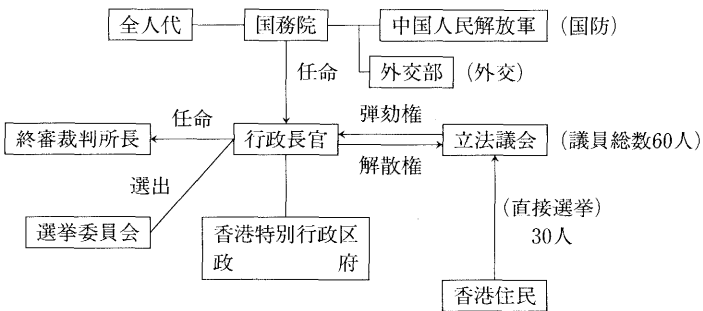 全人代
国務院
中国人民解放軍
(国防)
外交部
(外交)
任命
任命
弾劾権
終審裁判所長
行政長官
立法議会
(議員総数60人)
解散権
選出
選挙委員会
香港特別行政区
政府
(直接選挙)
30人
香港住民